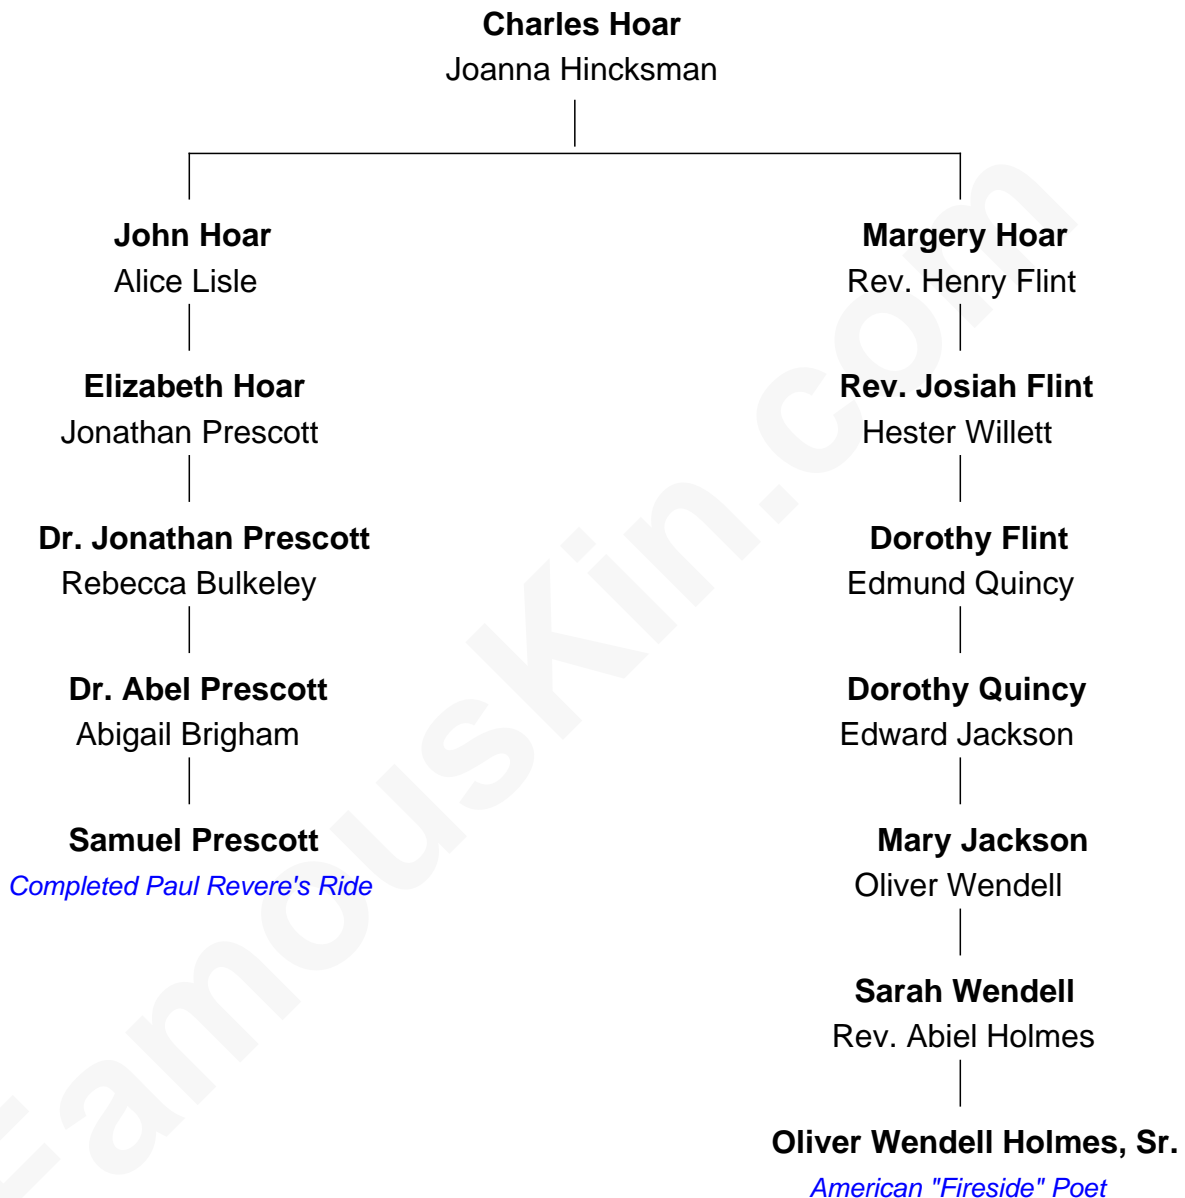 Charles Hoar
Joanna Hincksman
John Hoar
Alice Lisle
Elizabeth Hoar
Jonathan Prescott
Dr. Jonathan Prescott
Rebecca Bulkeley
Dr. Abel Prescott
Abigail Brigham
Samuel Prescott
Completed Paul Revere's Ride
Margery Hoar
Rev. Henry Flint
Rev. Josiah Flint
Hester Willett
Dorothy Flint
Edmund Quincy
Dorothy Quincy
Edward Jackson
Mary Jackson
Oliver Wendell
Sarah Wendell
Rev. Abiel Holmes
Oliver Wendell Holmes, Sr.
American "Fireside" Poet
FamousKin.com